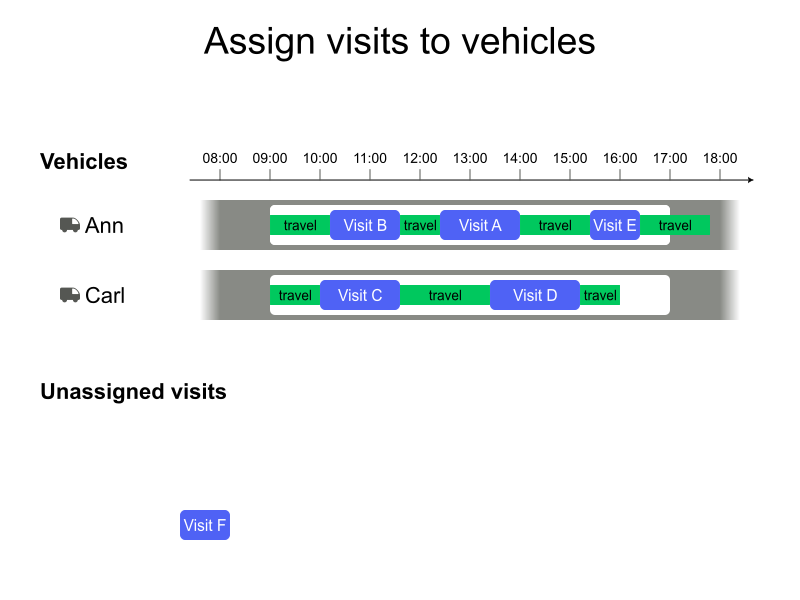 Assign visits to vehicles
Vehicles
08:00 09:00 10:00 11:00 12:00 13:00 14:00 15:00 16:00 17:00 18:00
Ann
travel Visit B travel Visit A travel Visit E travel
Carl
travel Visit C travel Visit D travel
Unassigned visits
Visit F